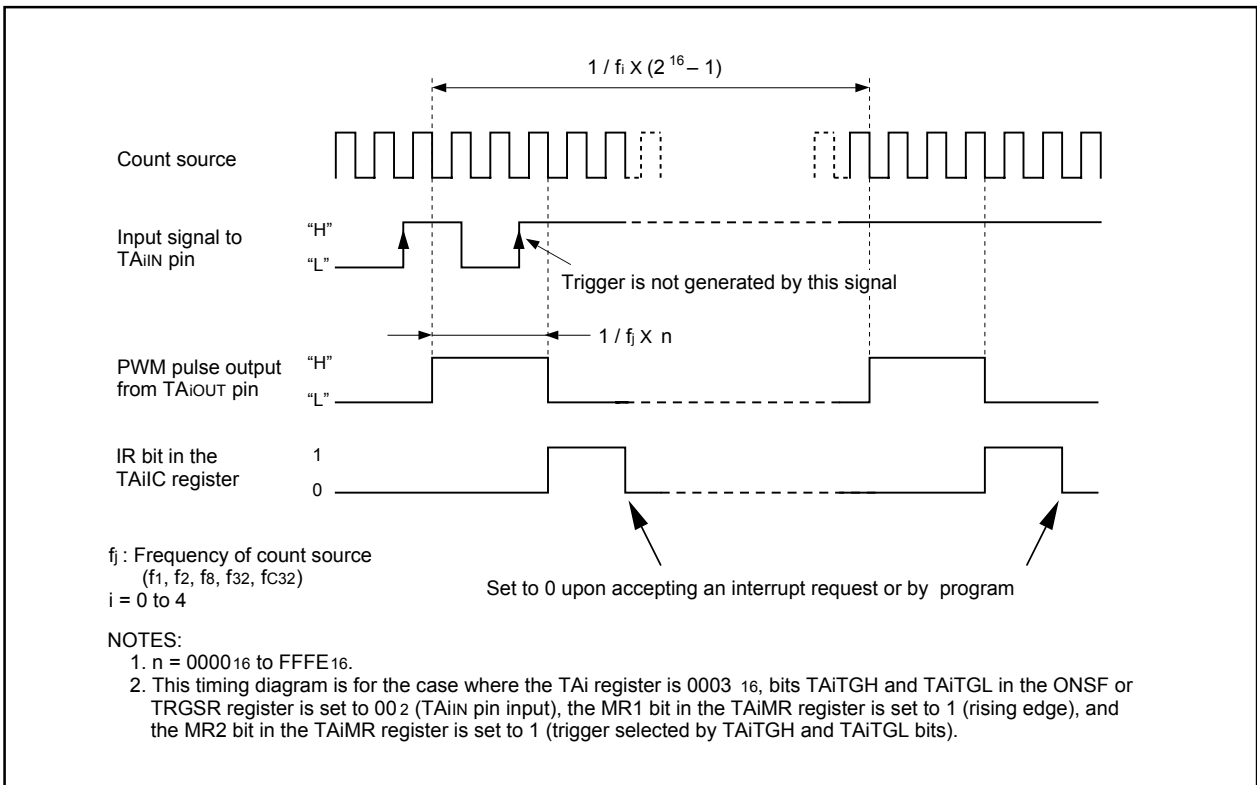 1 / fi X (2 16 – 1)
Count source
Input signal to
TAiIN pin
“H”
“L”
Trigger is not generated by this signal
1 / fj X n
PWM pulse output
from TAiOUT pin
“H”
“L”
IR bit in the
TAiIC register
1
0
fj : Frequency of count source
(f1, f2, f8, f32, fC32)
i = 0 to 4
Set to 0 upon accepting an interrupt request or by program
NOTES:
1. n = 000016 to FFFE16.
2. This timing diagram is for the case where the TAi register is 0003 16, bits TAiTGH and TAiTGL in the ONSF or
TRGSR register is set to 00 2 (TAiIN pin input), the MR1 bit in the TAiMR register is set to 1 (rising edge), and
the MR2 bit in the TAiMR register is set to 1 (trigger selected by TAiTGH and TAiTGL bits).